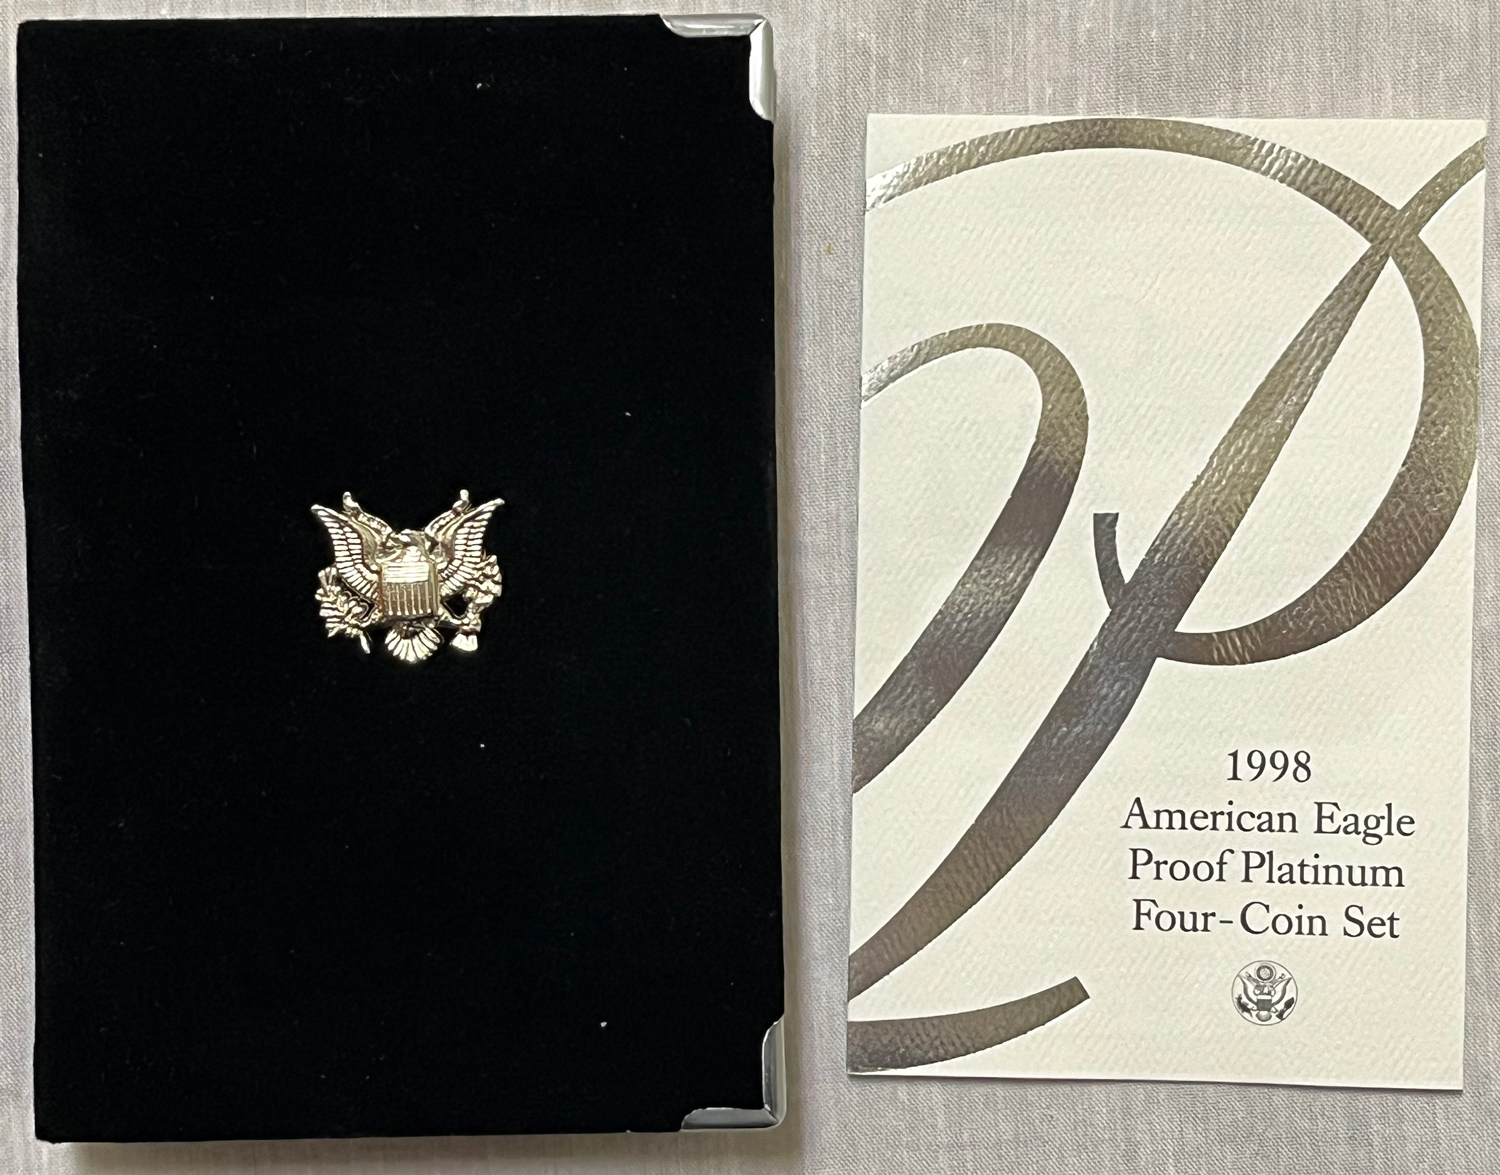 1998
American Eagle
Proof Platinum
Four-Coin Set